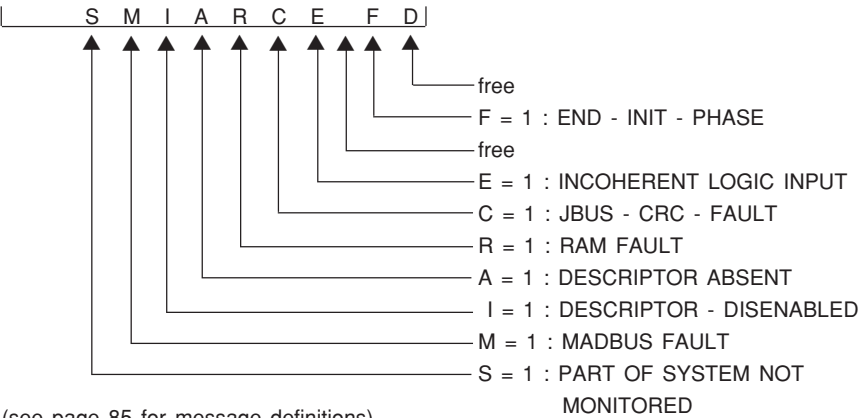 S M I A R C E F D
free
F = 1 : END - INIT - PHASE
free
E = 1 : INCOHERENT LOGIC INPUT
C = 1 : JBUS - CRC - FAULT
R = 1 : RAM FAULT
A = 1 : DESCRIPTOR ABSENT
I = 1 : DESCRIPTOR - DISENABLED
M = 1 : MADBUS FAULT
S = 1 : PART OF SYSTEM NOT
MONITORED
(see page 85 for message definitions)